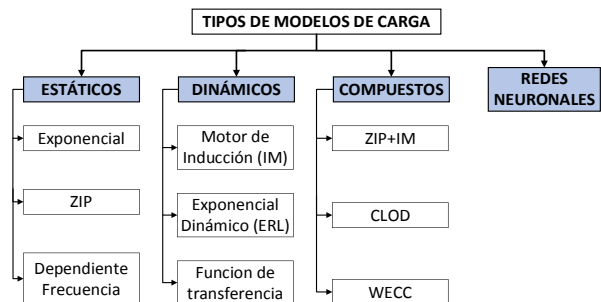 TIPOS DE MODELOS DE CARGA
ESTÁTICOS
Exponencial
ZIP
Dependiente
Frecuencia
DINÁMICOS
Motor de
Inducción (IM)
Exponencial
Dinámico (ERL)
Funcion de
transferencia
COMPUESTOS
ZIP+IM
CLOD
WECC
REDES
NEURONALES